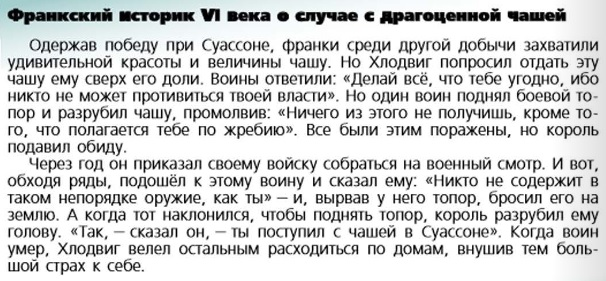 Франкский историк VI века о случае с драгоценной чашей
Одержав победу при Суассоне, франки среди другой добычи захватили
удивительной красоты и величины чашу. Но Хлодвиг попросил отдать эту
чашу ему сверх его доли. Воины ответили: «Делай всё, что тебе угодно, ибо
никто не может противиться твоей власти». Но один воин поднял боевой то-
пор и разрубил чашу, промолвив: «Ничего из этого не получишь, кроме то-
го, что полагается тебе по жребию». Все были этим поражены, но король
подавил обиду.
Через год он приказал своему войску собраться на военный смотр. И вот,
обходя ряды, подошёл к этому воину и сказал ему: «Никто не содержит в
таком непорядке оружие, как ты» — и, вырвав у него топор, бросил его на
землю. А когда тот наклонился, чтобы поднять топор, король разрубил ему
голову. «Так, — сказал он, — ты поступил с чашей в Суассоне». Когда воин
умер, Хлодвиг велел остальным расходиться по домам, внушив тем боль-
шой страх к себе.